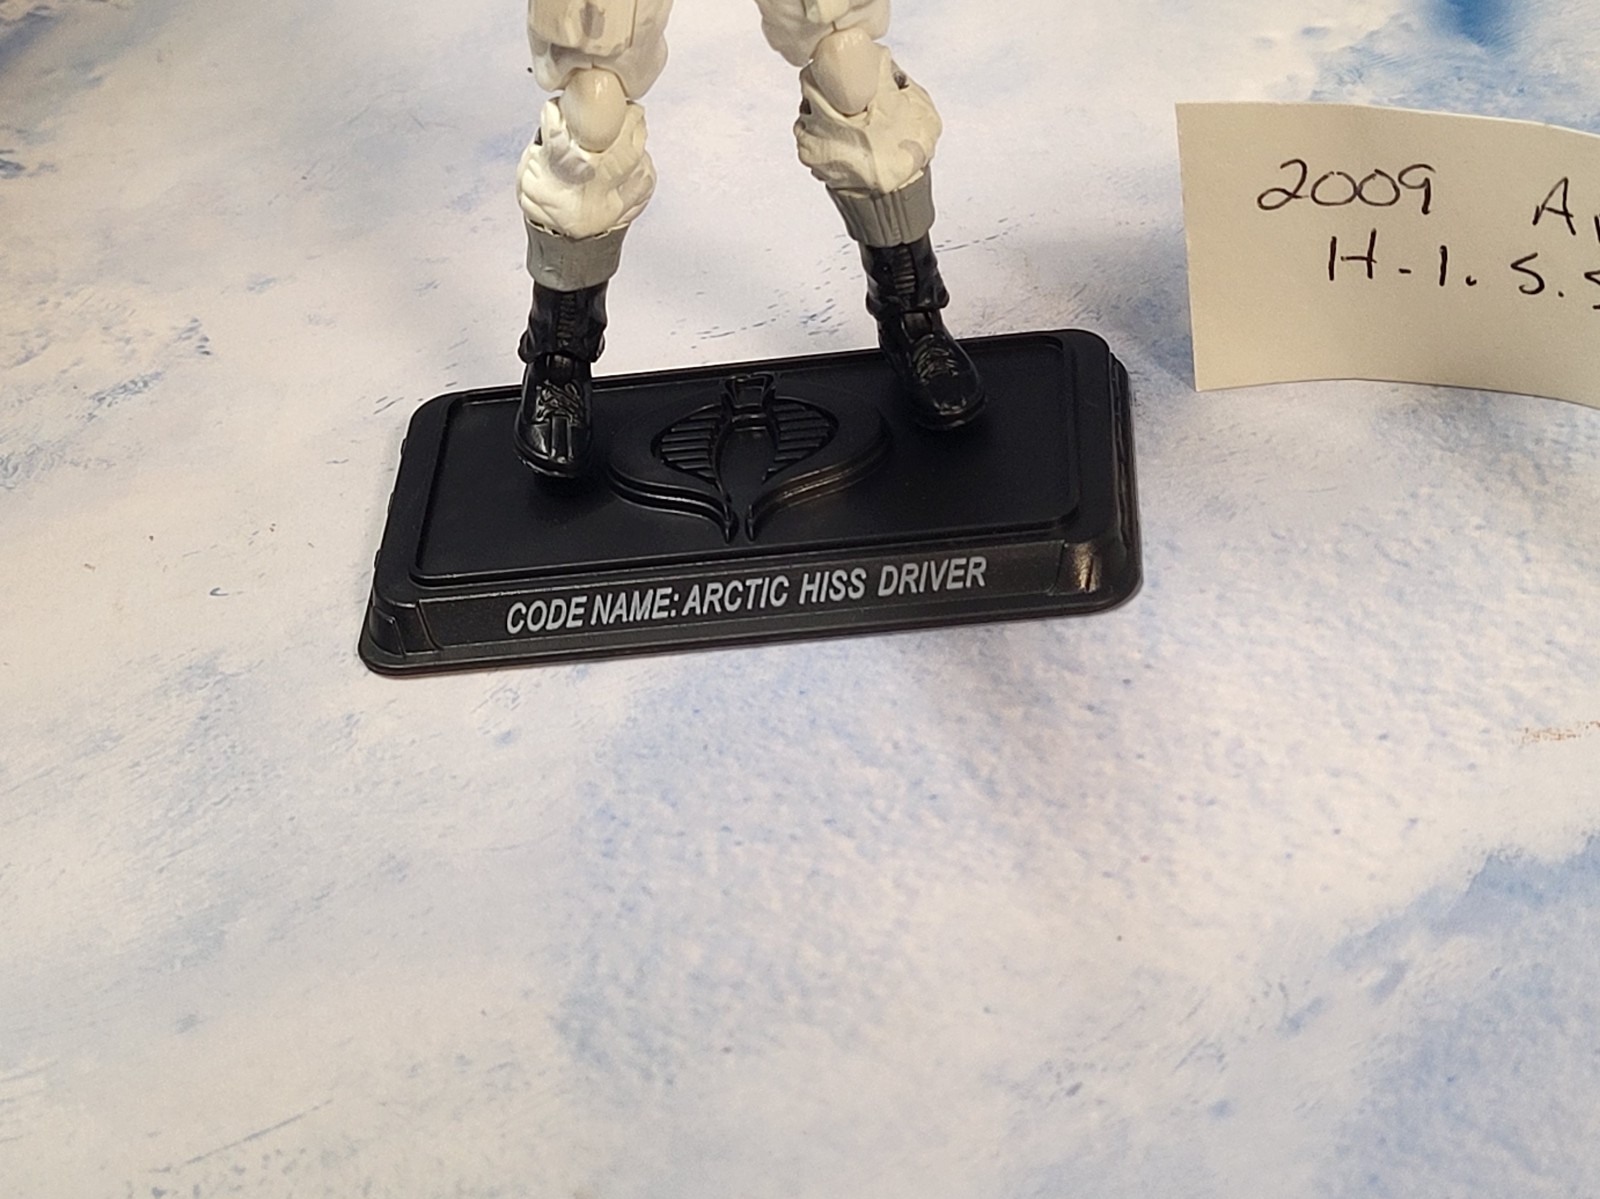 2009
H-I.S.
CODE NAME: ARCTIC HISS DRIVER